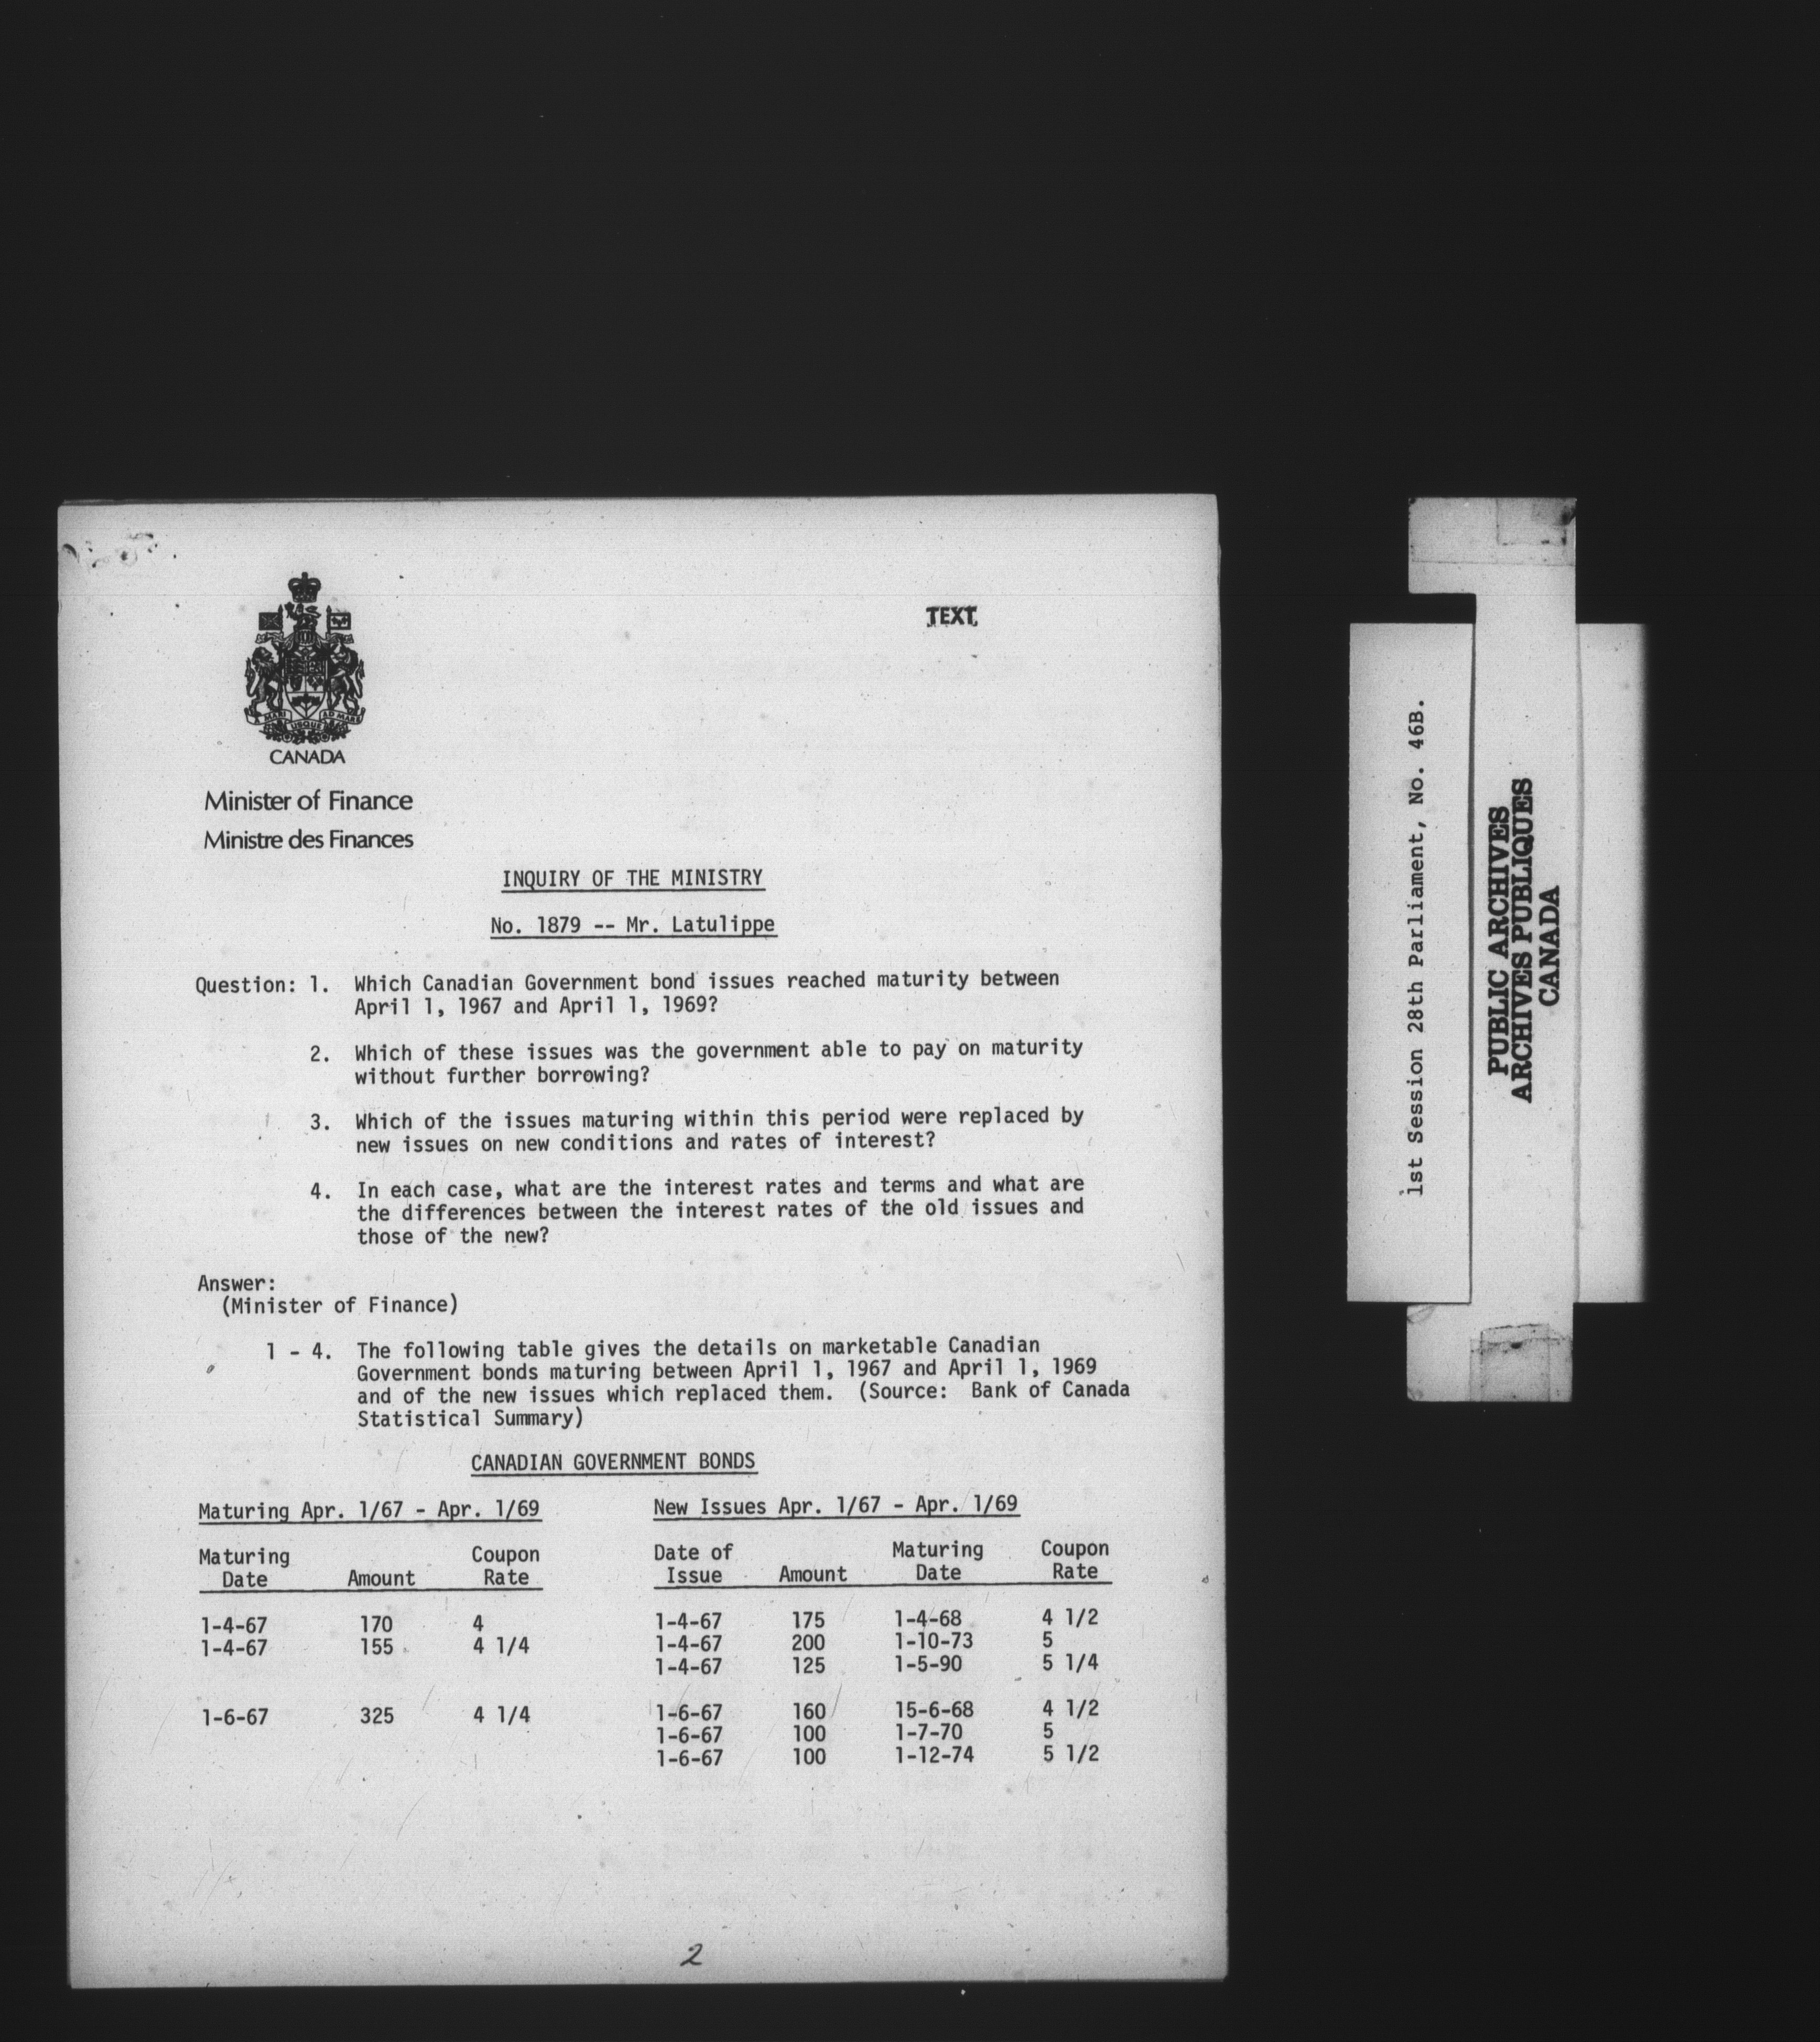 TEXT
A MARI USQUE AD MARE
CANADA
Minister of Finance
Ministre des Finances
INQUIRY OF THE MINISTRY
No. 1879 -- Mr. Latulippe
Question: 1. Which Canadian Government bond issues reached maturity between
April 1, 1967 and April 1, 1969?
2. Which of these issues was the government able to pay on maturity
without further borrowing?
3. Which of the issues maturing within this period were replaced by
new issues on new conditions and rates of interest?
4. In each case, what are the interest rates and terms and what are
the differences between the interest rates of the old issues and
those of the new?
Answer:
(Minister of Finance)
1 - 4. The following table gives the details on marketable Canadian
Government bonds maturing between April 1, 1967 and April 1, 1969
and of the new issues which replaced them. (Source: Bank of Canada
Statistical Summary)
CANADIAN GOVERNMENT BONDS
Maturing Apr. 1/67 - Apr. 1/69 New Issues Apr. 1/67 - Apr. 1/69
Maturing Coupon Date of Maturing Coupon
Date Amount Rate Issue Amount Date Rate
1-4-67 170 4 1-4-67 175 1-4-68 4 1/2
1-4-67 155 4 1/4 1-4-67 200 1-10-73 5
1-4-67 125 1-5-90 5 1/4
1-6-67 325 4 1/4 1-6-67 160 15-6-68 4 1/2
1-6-67 100 1-7-70 5
1-6-67 100 1-12-74 5 1/2
2
1st Session 28th Parliament, No. 46B.
PUBLIC ARCHIVES
ARCHIVES PUBLIQUES
CANADA